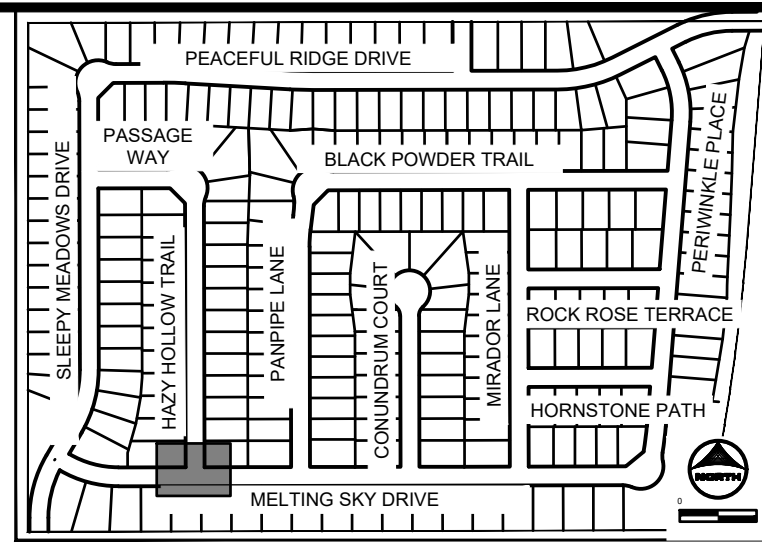 PEACEFUL RIDGE DRIVE
PASSAGE
WAY
BLACK POWDER TRAIL
SLEEPY MEADOWS DRIVE
HAZY HOLLOW TRAIL
PANPIPE LANE
CONUNDRUM COURT
MIRADOR LANE
PERIWINKLE PLACE
ROCK ROSE TERRACE
HORNSTONE PATH
MELTING SKY DRIVE
NORTH
0